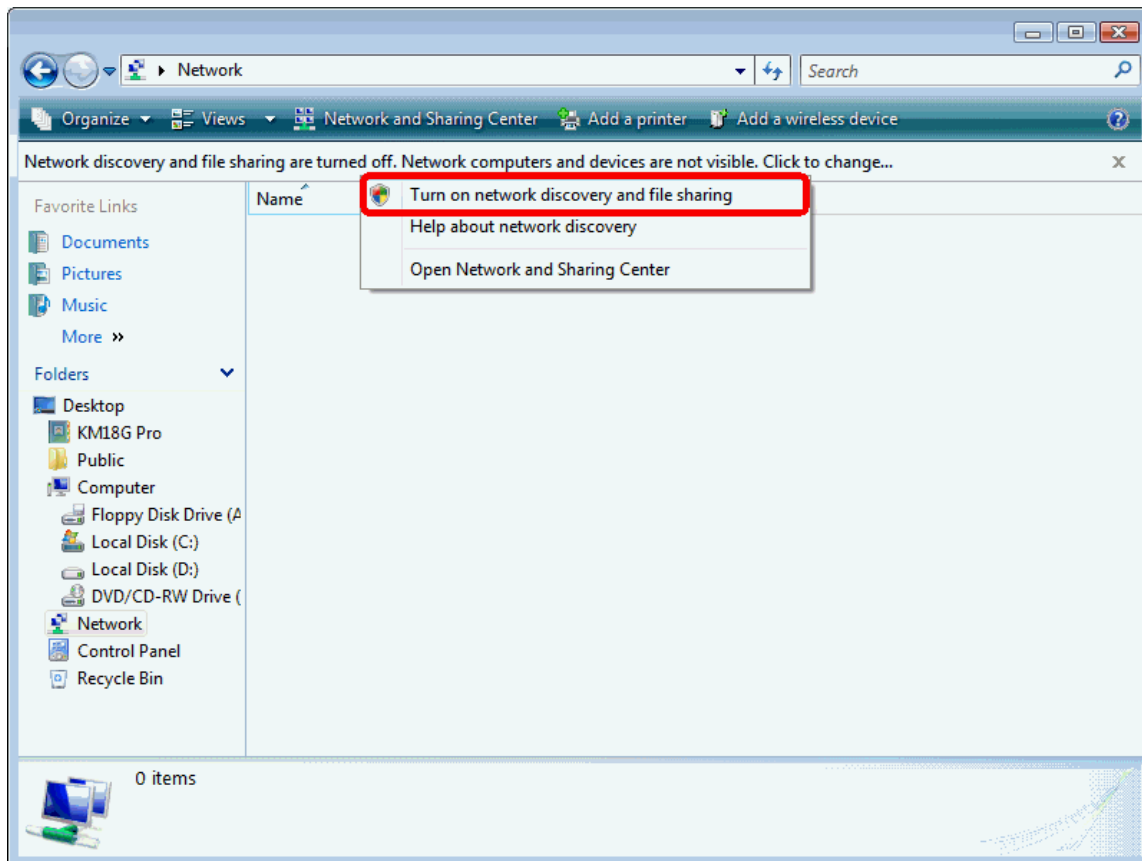 Network
Search
Organize Views Network and Sharing Center Add a printer Add a wireless device
Network discovery and file sharing are turned off. Network computers and devices are not visible. Click to change...
Turn on network discovery and file sharing
Help about network discovery
Open Network and Sharing Center
Name
Favorite Links
Documents
Pictures
Music
More »
Folders
Desktop
KM18G Pro
Public
Computer
Floppy Disk Drive (A
Local Disk (C:)
Local Disk (D:)
DVD/CD-RW Drive (
Network
Control Panel
Recycle Bin
0 items